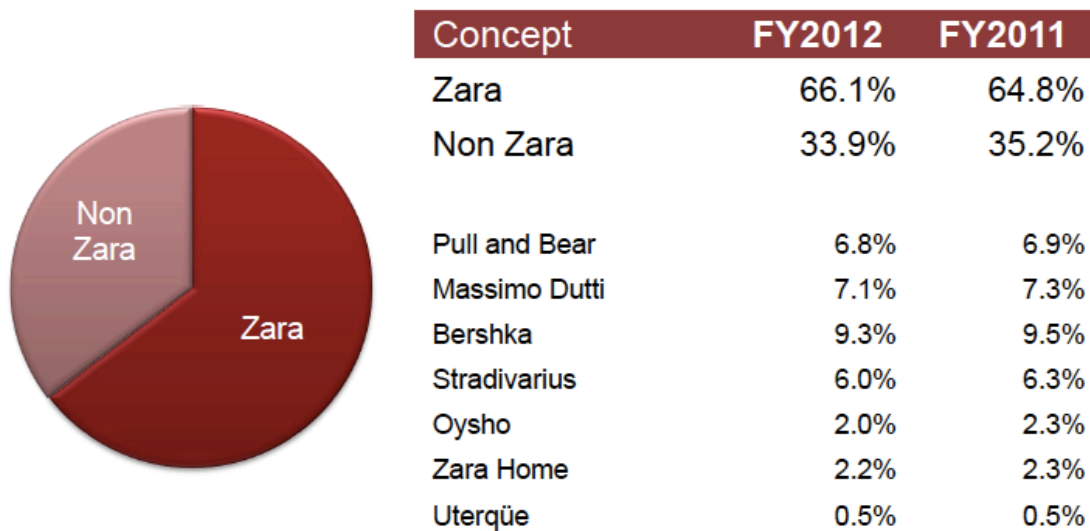 Concept FY2012 FY2011
Zara 66.1% 64.8%
Non Zara 33.9% 35.2%
Pull and Bear 6.8% 6.9%
Massimo Dutti 7.1% 7.3%
Bershka 9.3% 9.5%
Stradivarius 6.0% 6.3%
Oysho 2.0% 2.3%
Zara Home 2.2% 2.3%
Uterqüe 0.5% 0.5%
Non
Zara
Zara